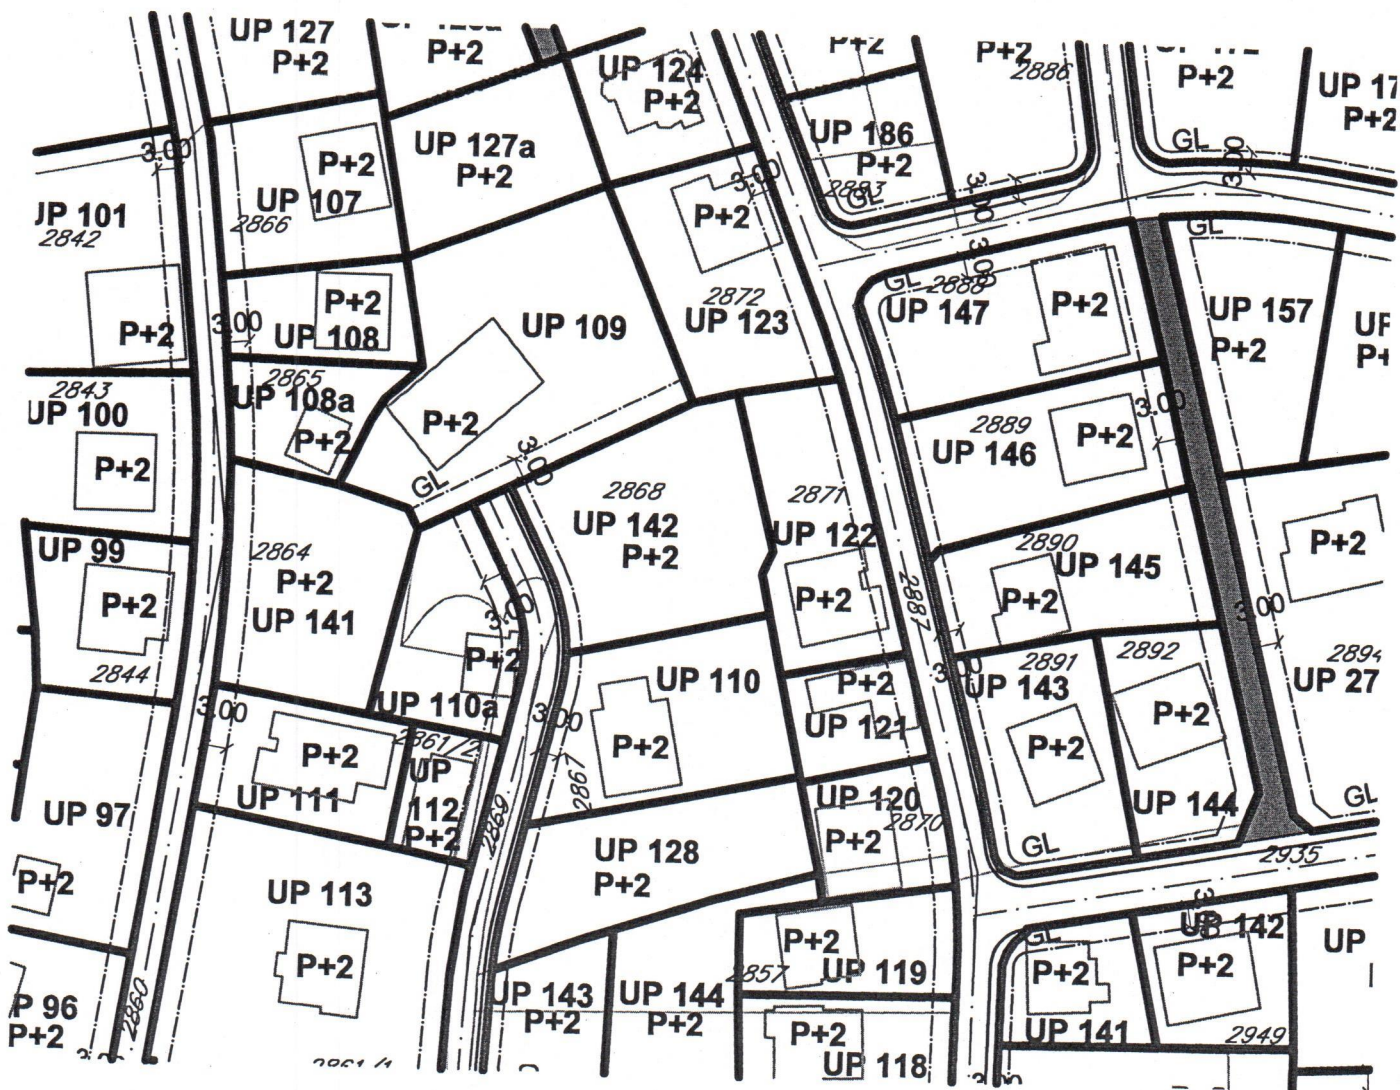 UP 127
P+2
P+2
UP 124
P+2
P+2
P+2
2886
P+2
UP 17
P+2
3.00
UP 127a
P+2
P+2
UP 107
2866
UP 186
P+2
2883
GL
3.00
GL
3.00
3.00
P+2
JP 101
2842
P+2
3.00
GL
2888
UP 147
P+2
GL
UP 157
P+2
P+2
UP 108
3.00
UP 109
2872
UP 123
2843
UP 100
P+2
2865
UP 108a
P+2
P+2
GL
3.00
2889
UP 146
P+2
3.00
2868
UP 142
P+2
2871
UP 122
P+2
2887
2890
UP 145
P+2
P+2
UP 99
P+2
2844
2864
P+2
UP 141
3.00
P+2
UP 110a
3.00
3.00
2891
UP 143
P+2
2892
P+2
UP 144
3.00
2894
UP 27
GL
3.00
P+2
UP 111
2861/2
UP
112
P+2
2869
3.00
2867
UP 110
P+2
P+2
UP 121
UP 120
2870
P+2
GL
2935
UP 97
P+2
UP 113
P+2
UP 128
P+2
P+2
UP 119
2857
GL
P+2
UP 141
UP 142
P+2
2949
UP
P 96
P+2
2860
UP 143
P+2
UP 144
P+2
P+2
UP 118